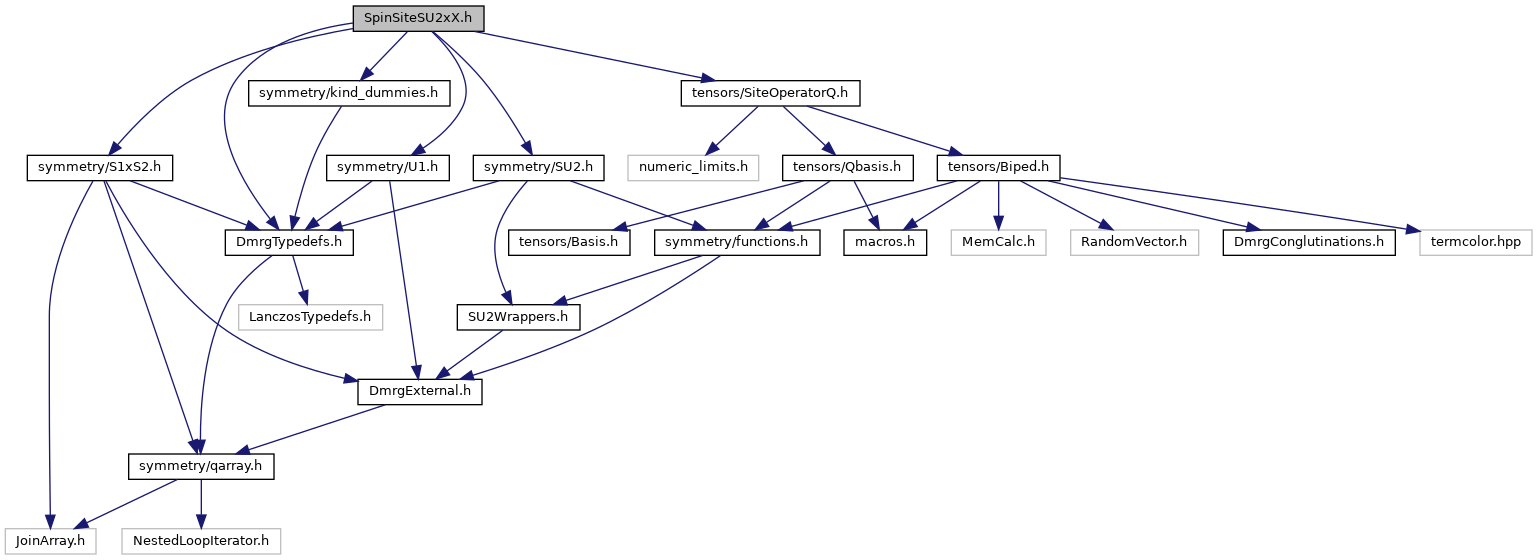 SpinSiteSU2xX.h
symmetry/kind_dummies.h
tensors/SiteOperatorQ.h
symmetry/S1xS2.h
symmetry/U1.h
symmetry/SU2.h
numeric_limits.h
tensors/Qbasis.h
tensors/Biped.h
DmrgTypedefs.h
tensors/Basis.h
symmetry/functions.h
macros.h
MemCalc.h
RandomVector.h
DmrgConglutinations.h
termcolor.hpp
LanczosTypedefs.h
SU2Wrappers.h
DmrgExternal.h
symmetry/qarray.h
JoinArray.h
NestedLoopIterator.h